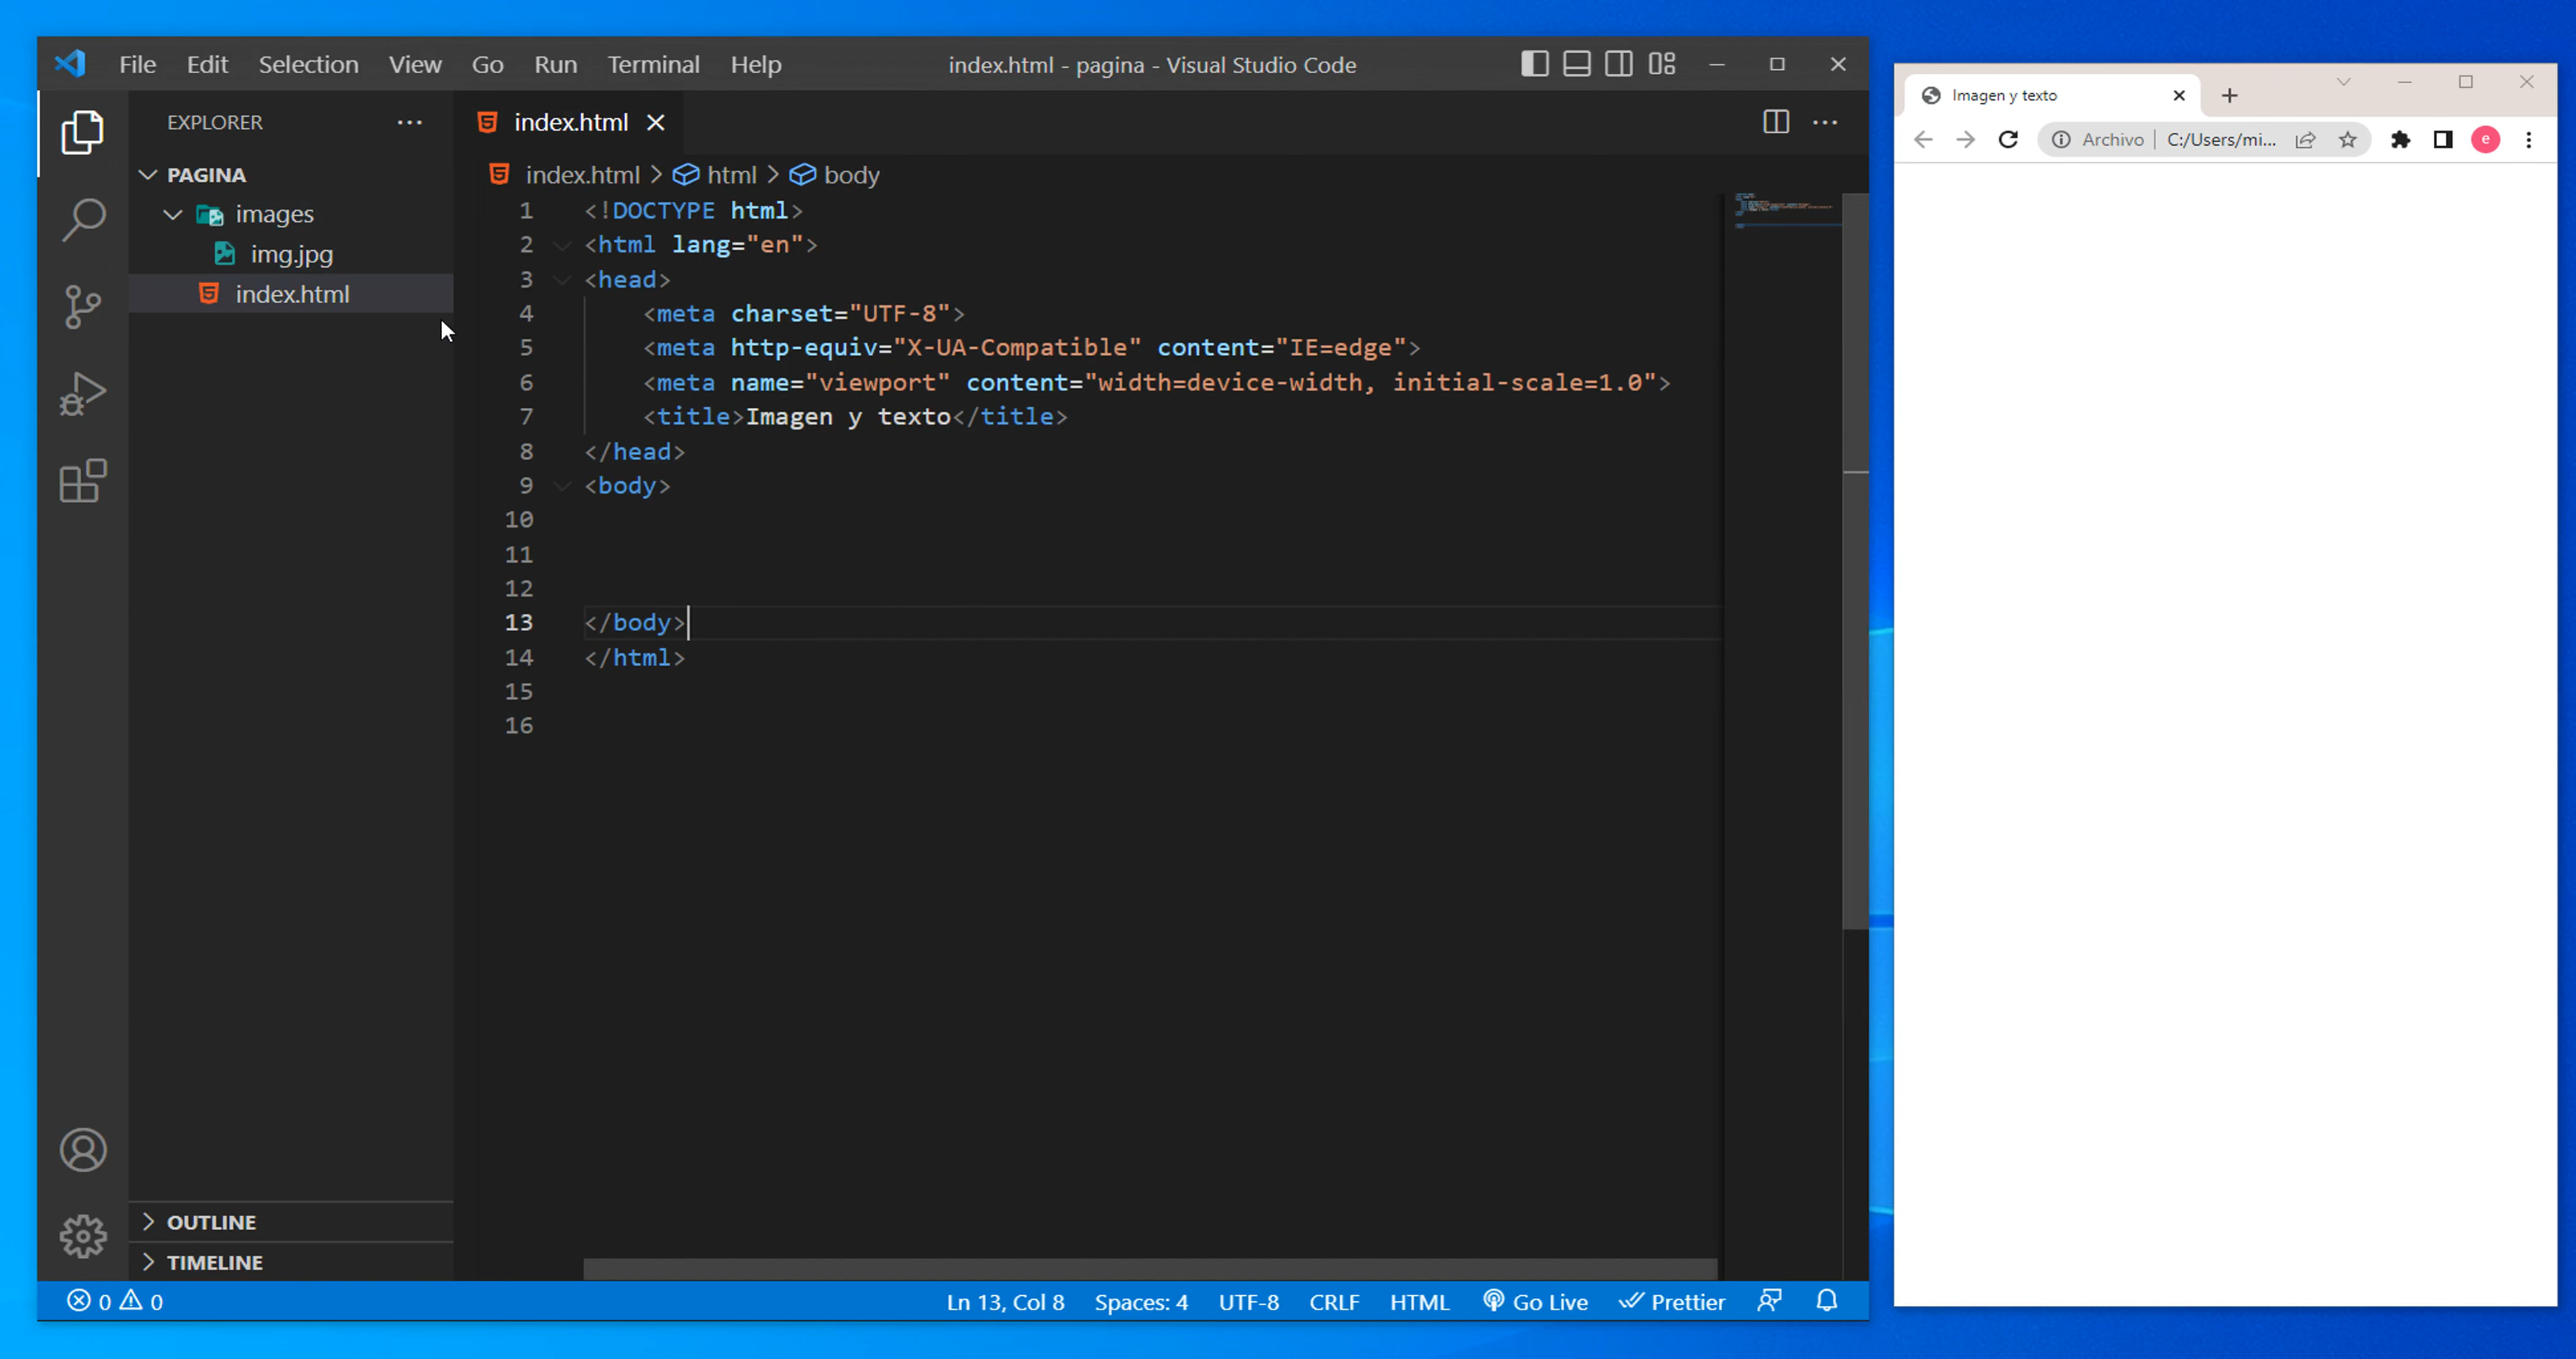 File Edit Selection View Go Run Terminal Help index.html - pagina - Visual Studio Code
EXPLORER
PAGINA
images
img.jpg
index.html
OUTLINE
TIMELINE
index.html
index.html > html > body
1 <!DOCTYPE html>
2 <html lang="en">
3 <head>
4 <meta charset="UTF-8">
5 <meta http-equiv="X-UA-Compatible" content="IE=edge">
6 <meta name="viewport" content="width=device-width, initial-scale=1.0">
7 <title>Imagen y texto</title>
8 </head>
9 <body>
10
11
12
13 </body>
14 </html>
15
16
0 0 Ln 13, Col 8 Spaces: 4 UTF-8 CRLF HTML Go Live Prettier
Imagen y texto
Archivo C:/Users/mi... e